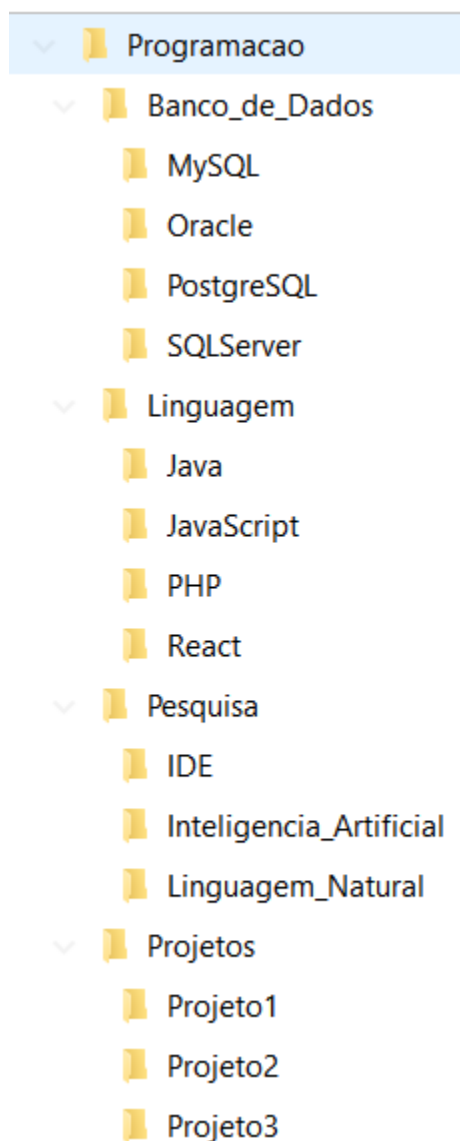 Programacao
Banco_de_Dados
MySQL
Oracle
PostgreSQL
SQLServer
Linguagem
Java
JavaScript
PHP
React
Pesquisa
IDE
Inteligencia_Artificial
Linguagem_Natural
Projetos
Projeto1
Projeto2
Projeto3